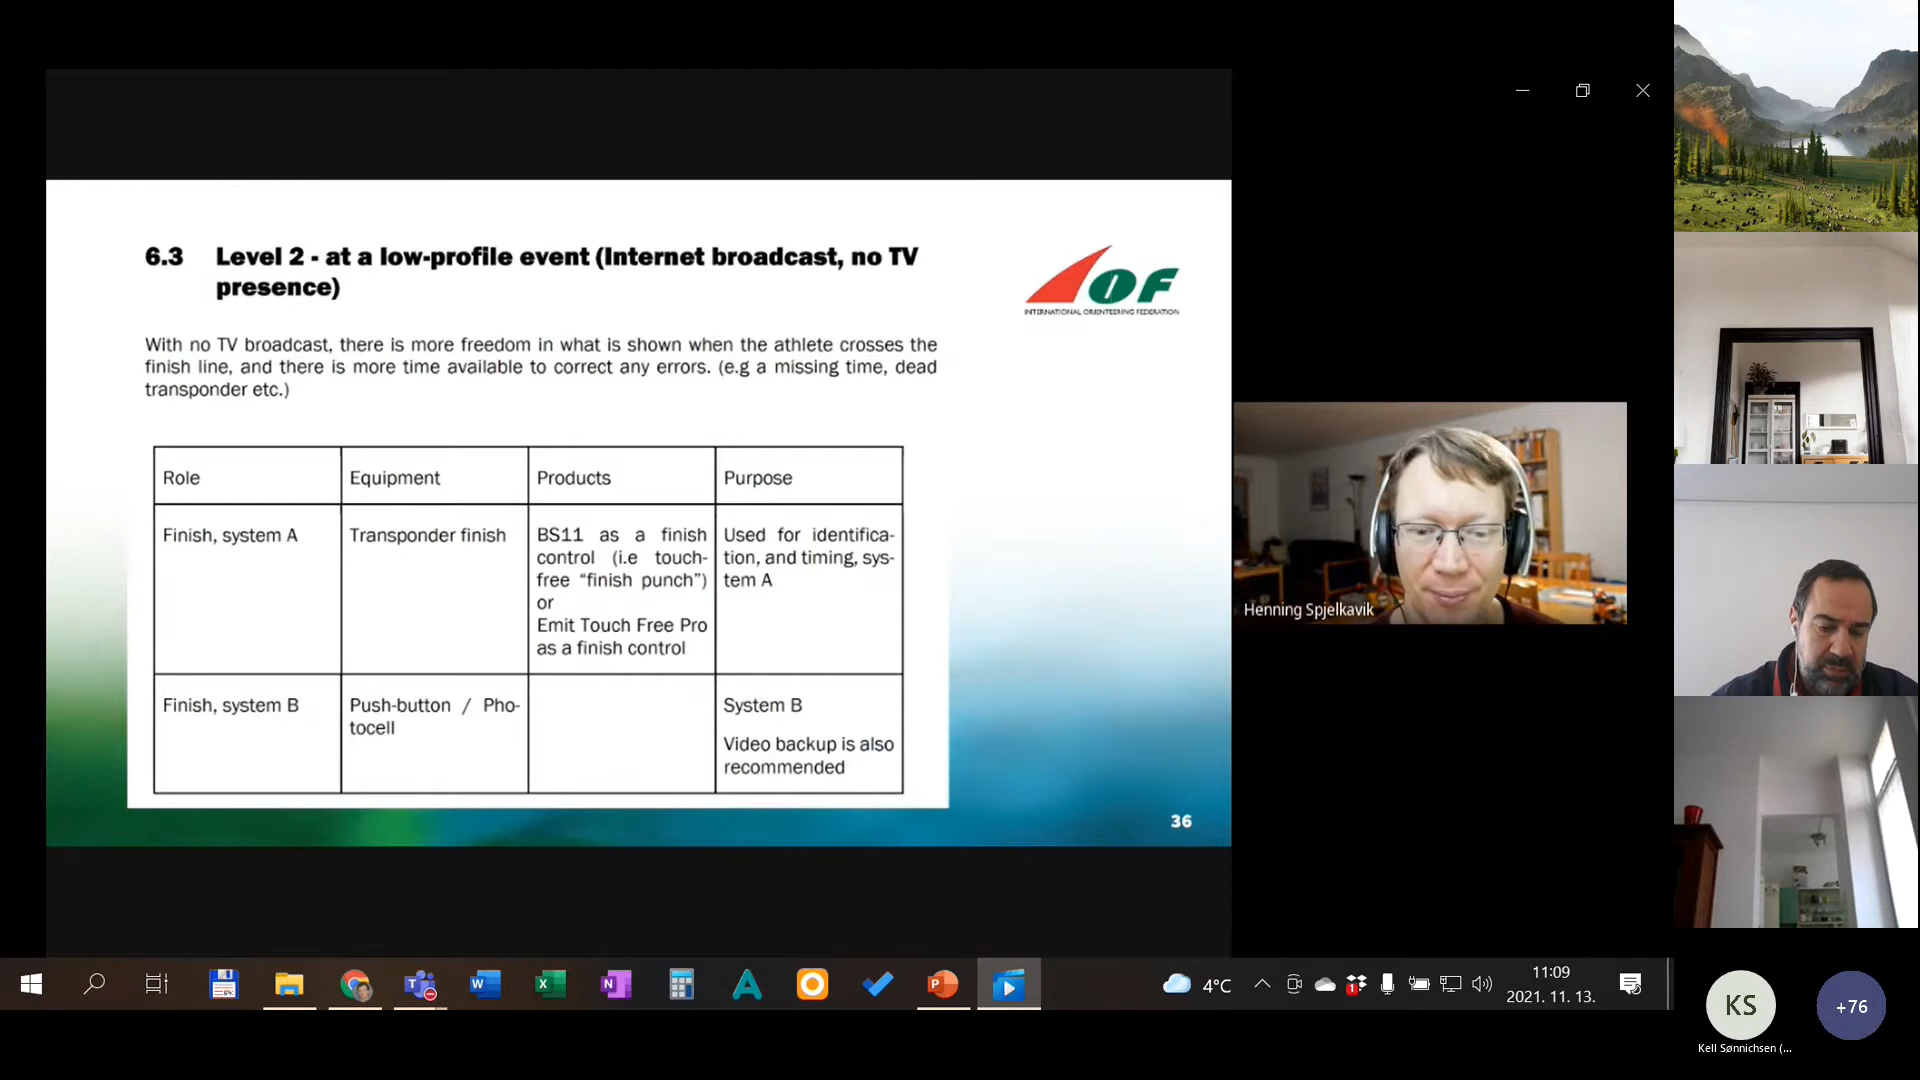 6.3 Level 2 - at a low-profile event (Internet broadcast, no TV
presence)
IOF
INTERNATIONAL ORIENTEERING FEDERATION
With no TV broadcast, there is more freedom in what is shown when the athlete crosses the
finish line, and there is more time available to correct any errors. (e.g a missing time, dead
transponder etc.)
Role
Equipment
Products
Purpose
Finish, system A
Transponder finish
BS11 as a finish
control (i.e touch-
free “finish punch”)
or
Emit Touch Free Pro
as a finish control
Used for identifica-
tion, and timing, sys-
tem A
Finish, system B
Push-button / Pho-
tocell
System B
Video backup is also
recommended
36
Henning Spjelkavik
4°C
1
11:09
2021. 11. 13.
KS
Kell Sønnichsen (...
+76